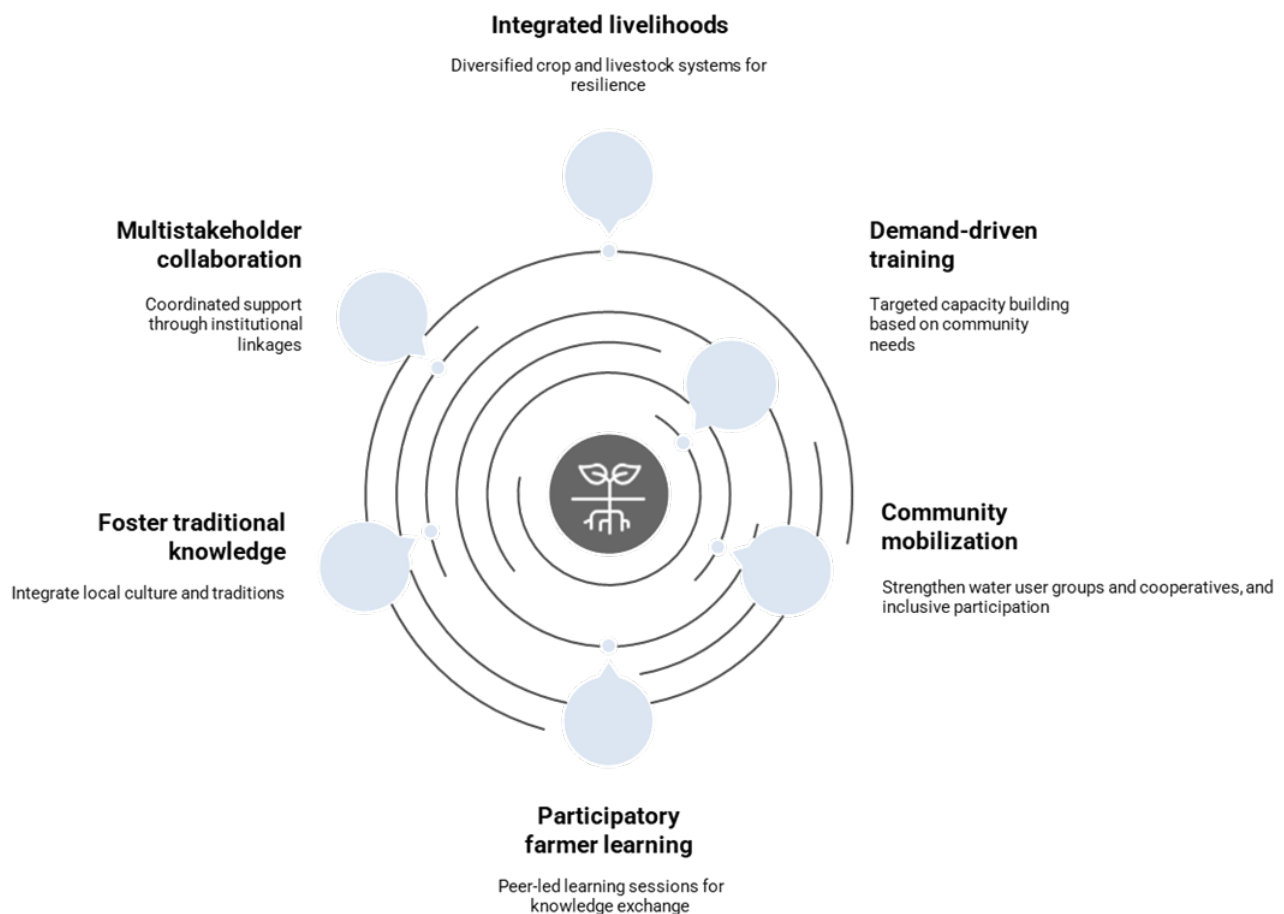 Integrated livelihoods
Diversified crop and livestock systems for
resilience
Multistakeholder
collaboration
Coordinated support
through institutional
linkages
Demand-driven
training
Targeted capacity building
based on community
needs
Foster traditional
knowledge
Integrate local culture and traditions
Community
mobilization
Strengthen water user groups and cooperatives, and
inclusive participation
Participatory
farmer learning
Peer-led learning sessions for
knowledge exchange